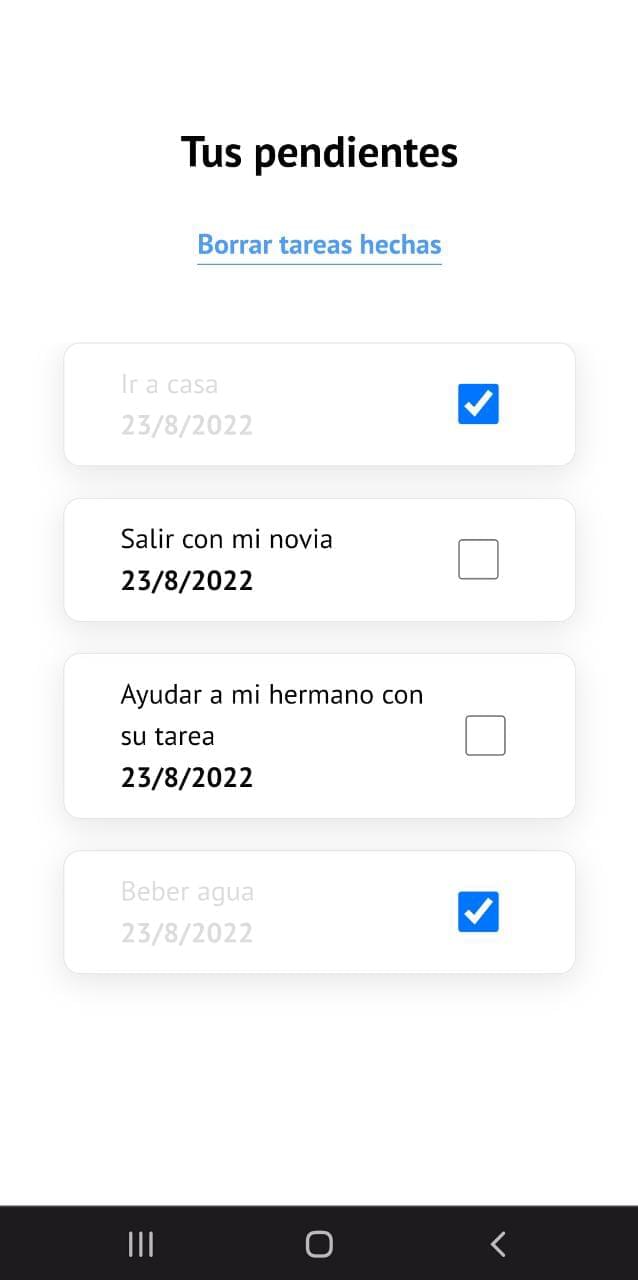 Tus pendientes
Borrar tareas hechas
Ir a casa
23/8/2022
Salir con mi novia
23/8/2022
Ayudar a mi hermano con
su tarea
23/8/2022
Beber agua
23/8/2022